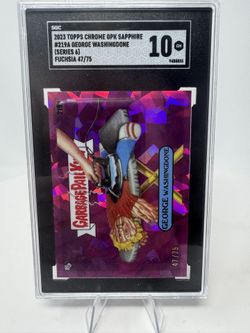 SGC
2023 TOPPS CHROME GPK SAPPHIRE
#219A GEORGE WASHINGDONE
(SERIES 6)
FUCHSIA 47/75
10 GM
GARBAGE PAIL KIDS
GEORGE WASHINGDONE
47/75